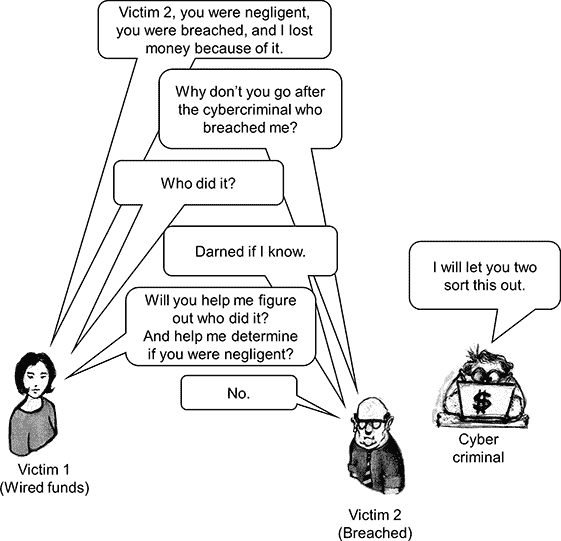 Victim 2, you were negligent,
you were breached, and I lost
money because of it.
Why don't you go after
the cybercriminal who
breached me?
Who did it?
Darned if I know.
I will let you two
sort this out.
Will you help me figure
out who did it?
And help me determine
if you were negligent?
No.
$
Cyber
criminal
Victim 1
(Wired funds)
Victim 2
(Breached)